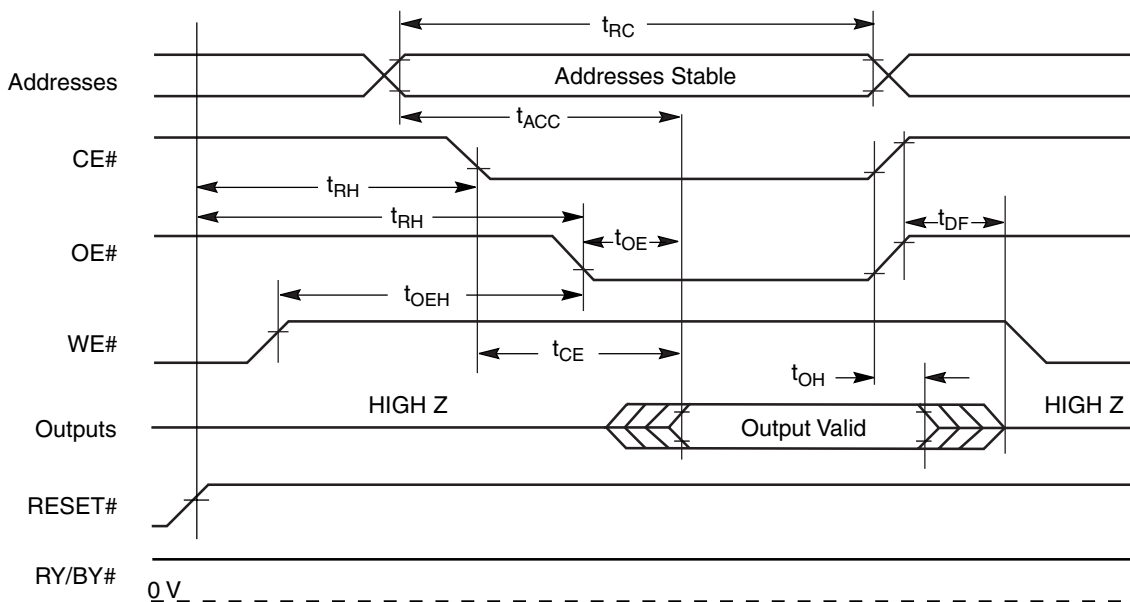 tRC
Addresses
Addresses Stable
tACC
CE#
tRH
tRH
tDF
OE#
tOE
tOEH
WE#
tCE
tOH
HIGH Z
HIGH Z
Outputs
Output Valid
RESET#
RY/BY#
0 V